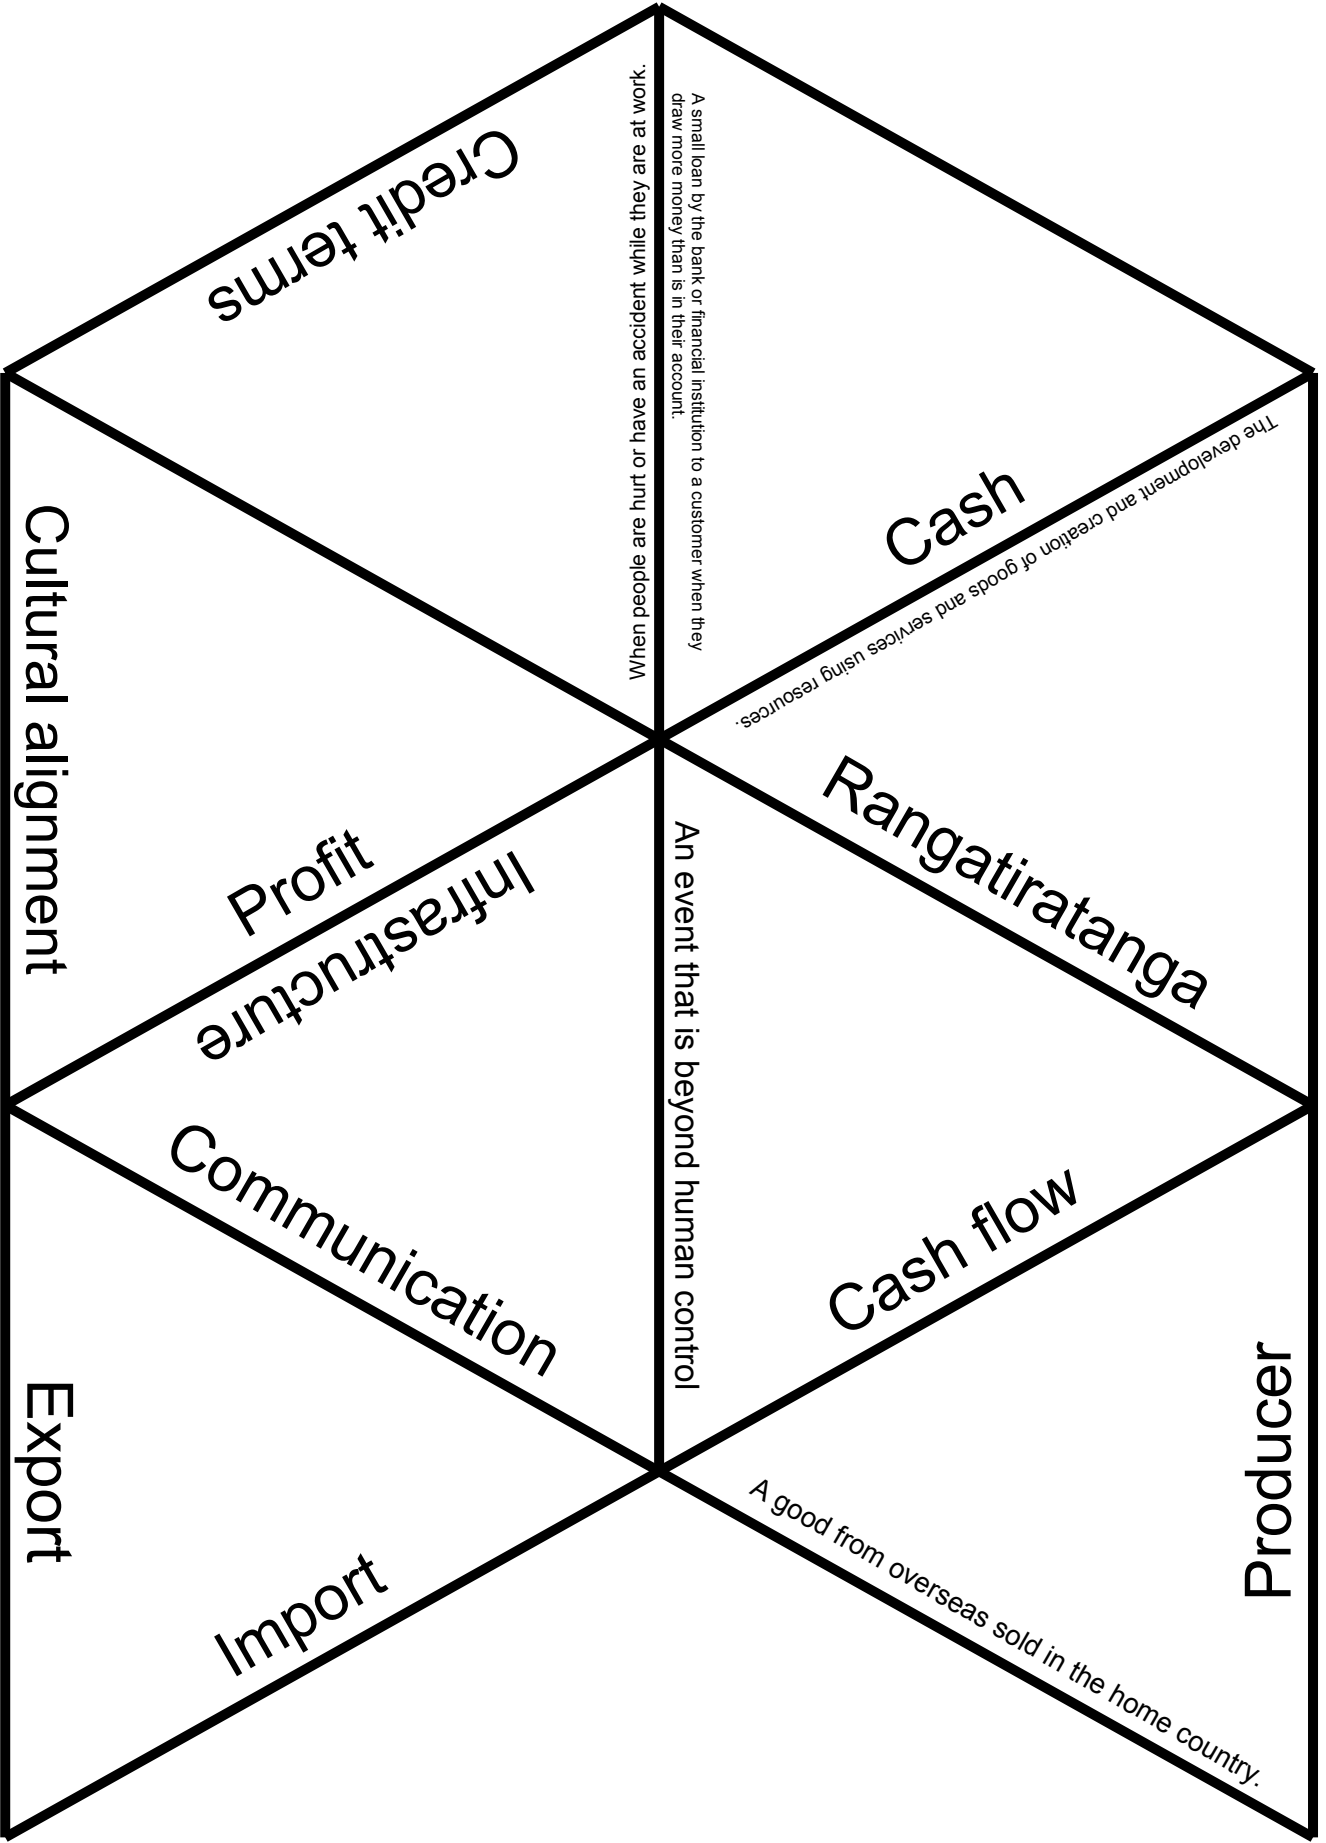 Credit terms
When people are hurt or have an accident while they are at work.
A small loan by the bank or financial institution to a customer when they
draw more money than is in their account.
Cash
The development and creation of goods and services using resources.
Cultural alignment
Profit
Rangatiratanga
Infrastructure
An event that is beyond human control
Communication
Cash flow
Export
Producer
Import
A good from overseas sold in the home country.